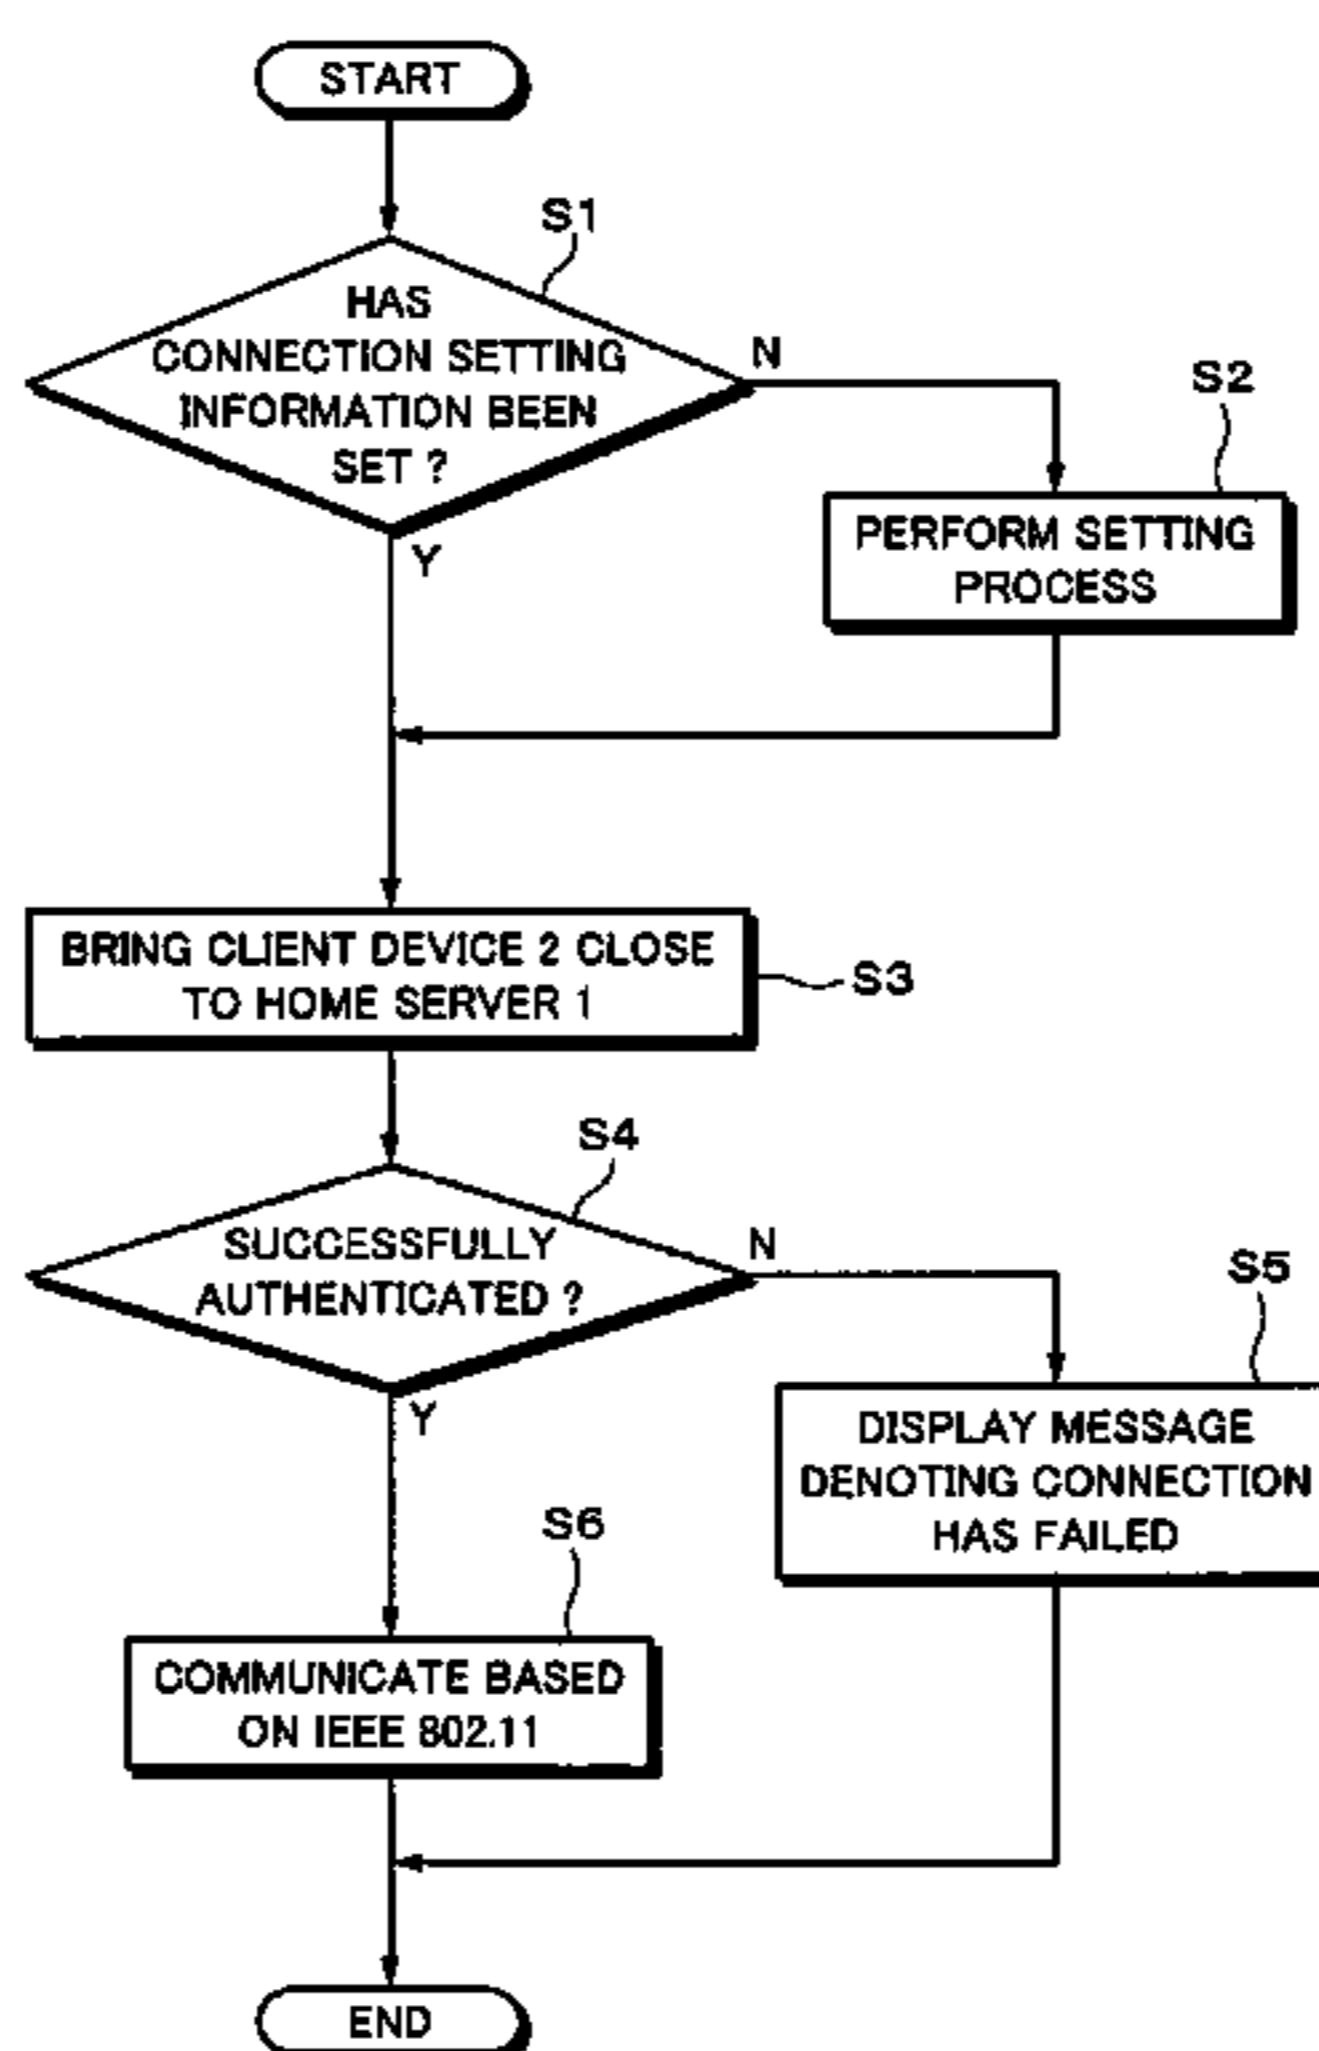 START
S1
HAS
CONNECTION SETTING
INFORMATION BEEN
SET ?
N
Y
S2
PERFORM SETTING
PROCESS
BRING CLIENT DEVICE 2 CLOSE
TO HOME SERVER 1
S3
S4
SUCCESSFULLY
AUTHENTICATED ?
N
Y
S5
DISPLAY MESSAGE
DENOTING CONNECTION
HAS FAILED
S6
COMMUNICATE BASED
ON IEEE 802.11
END